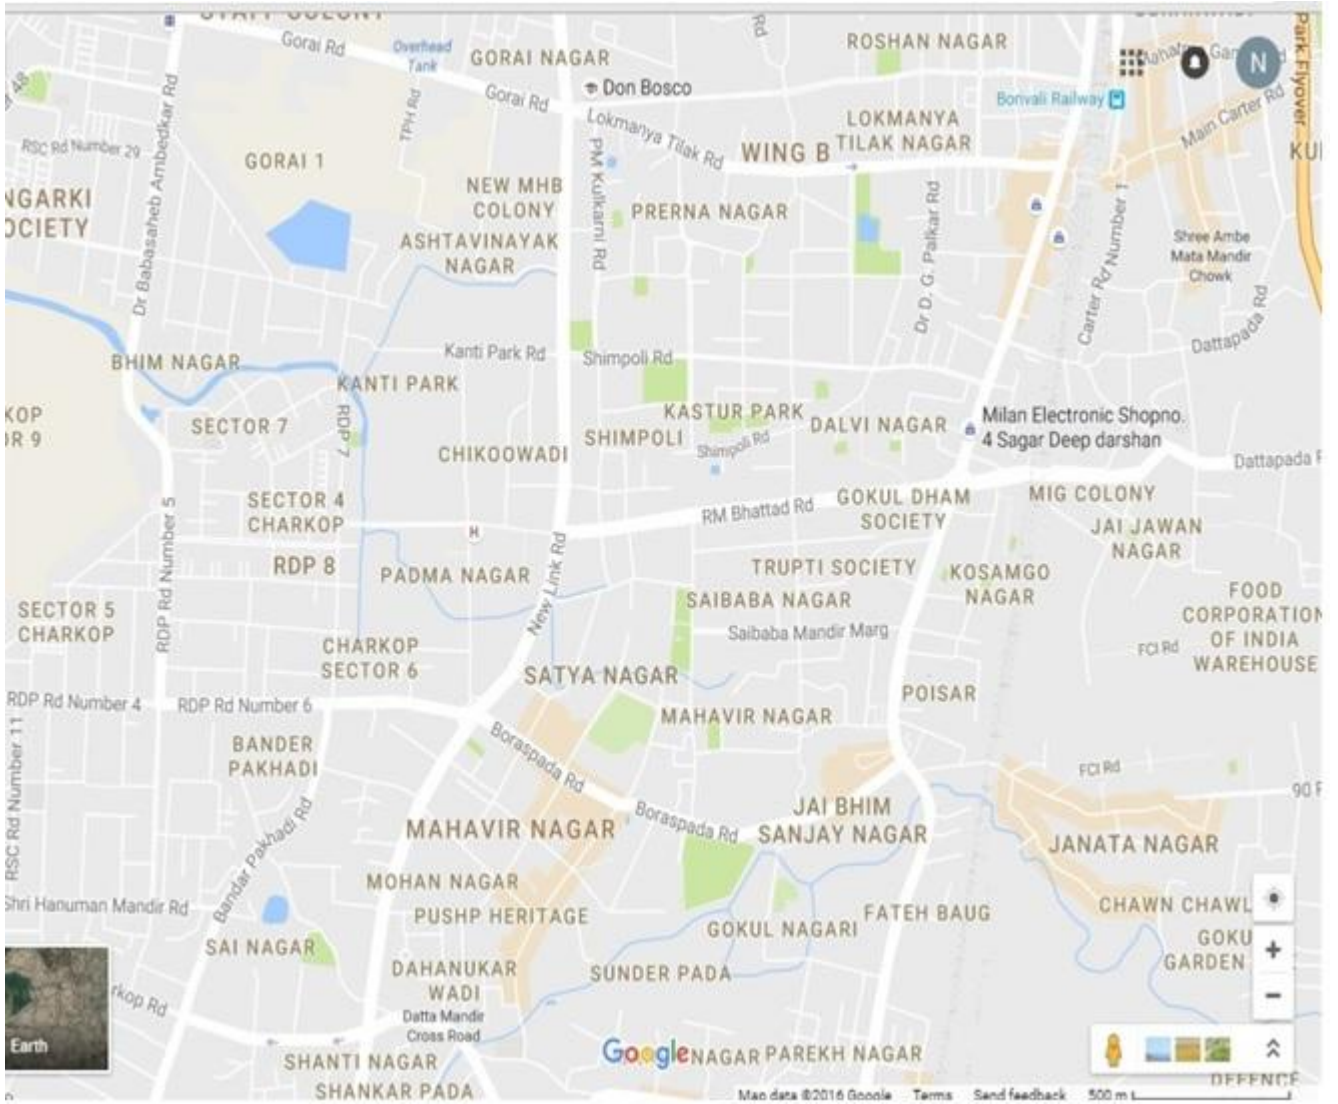 STAFF COLONY
Gorai Rd
Overhead
Tank
GORAI NAGAR
Rd
ROSHAN NAGAR
Park Flyover
N
Don Bosco
Gorai Rd
TPH Rd
Borivali Railway
Main Carter Rd
Lokmanya Tilak Rd
LOKMANYA
TILAK NAGAR
WING B
RSC Rd Number 29
GORAI 1
Dr Babasaheb Ambedkar Rd
NGARKI
OCIETY
NEW MHB
COLONY
PM Kulkarni Rd
PRERNA NAGAR
Dr D. G. Palkar Rd
Carter Rd Number 1
Shree Ambe
Mata Mandir
Chowk
ASHTAVINAYAK
NAGAR
Dattapada Rd
BHIM NAGAR
Kanti Park Rd
Shimpoli Rd
KANTI PARK
KOP
OR 9
SECTOR 7
RDP 7
KASTUR PARK
DALVI NAGAR
Milan Electronic Shopno.
4 Sagar Deep darshan
SHIMPOLI
Shimpoli Rd
CHIKOOWADI
Dattapada R
SECTOR 4
CHARKOP
RDP Rd Number 5
H
RM Bhattad Rd
GOKUL DHAM
SOCIETY
MIG COLONY
JAI JAWAN
NAGAR
RDP 8
PADMA NAGAR
New Link Rd
TRUPTI SOCIETY
KOSAMGO
NAGAR
SECTOR 5
CHARKOP
SAIBABA NAGAR
Saibaba Mandir Marg
FOOD
CORPORATION
OF INDIA
WAREHOUSE
FCI Rd
CHARKOP
SECTOR 6
SATYA NAGAR
POISAR
RDP Rd Number 4
RDP Rd Number 6
MAHAVIR NAGAR
RSC Rd Number 11
BANDER
PAKHADI
Boraspada Rd
FCI Rd
90 F
Boraspada Rd
JAI BHIM
SANJAY NAGAR
MAHAVIR NAGAR
JANATA NAGAR
Bandar Pakhadi Rd
MOHAN NAGAR
Shri Hanuman Mandir Rd
PUSHP HERITAGE
FATEH BAUG
CHAWN CHAWL
GOKUL NAGARI
GOKU
GARDEN
SAI NAGAR
DAHANUKAR
WADI
SUNDER PADA
rkop Rd
Datta Mandir
Cross Road
Earth
Google
NAGAR
PAREKH NAGAR
SHANTI NAGAR
SHANKAR PADA
DEFENCE
Map data ©2016 Google
Terms
Send feedback
500 m